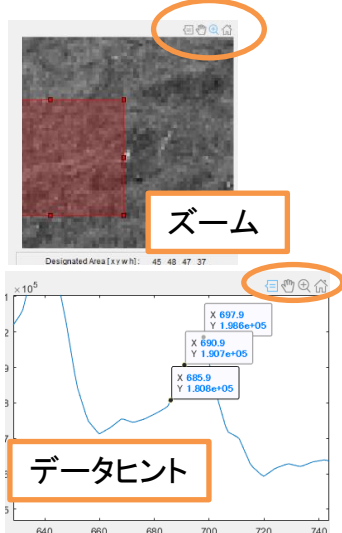 ズーム
Designated Area [ x y w h] : 45 48 47 37
×10^5
X 697.9
Y 1.986e+05
X 690.9
Y 1.907e+05
X 685.9
Y 1.808e+05
データヒント
640 660 680 700 720 740